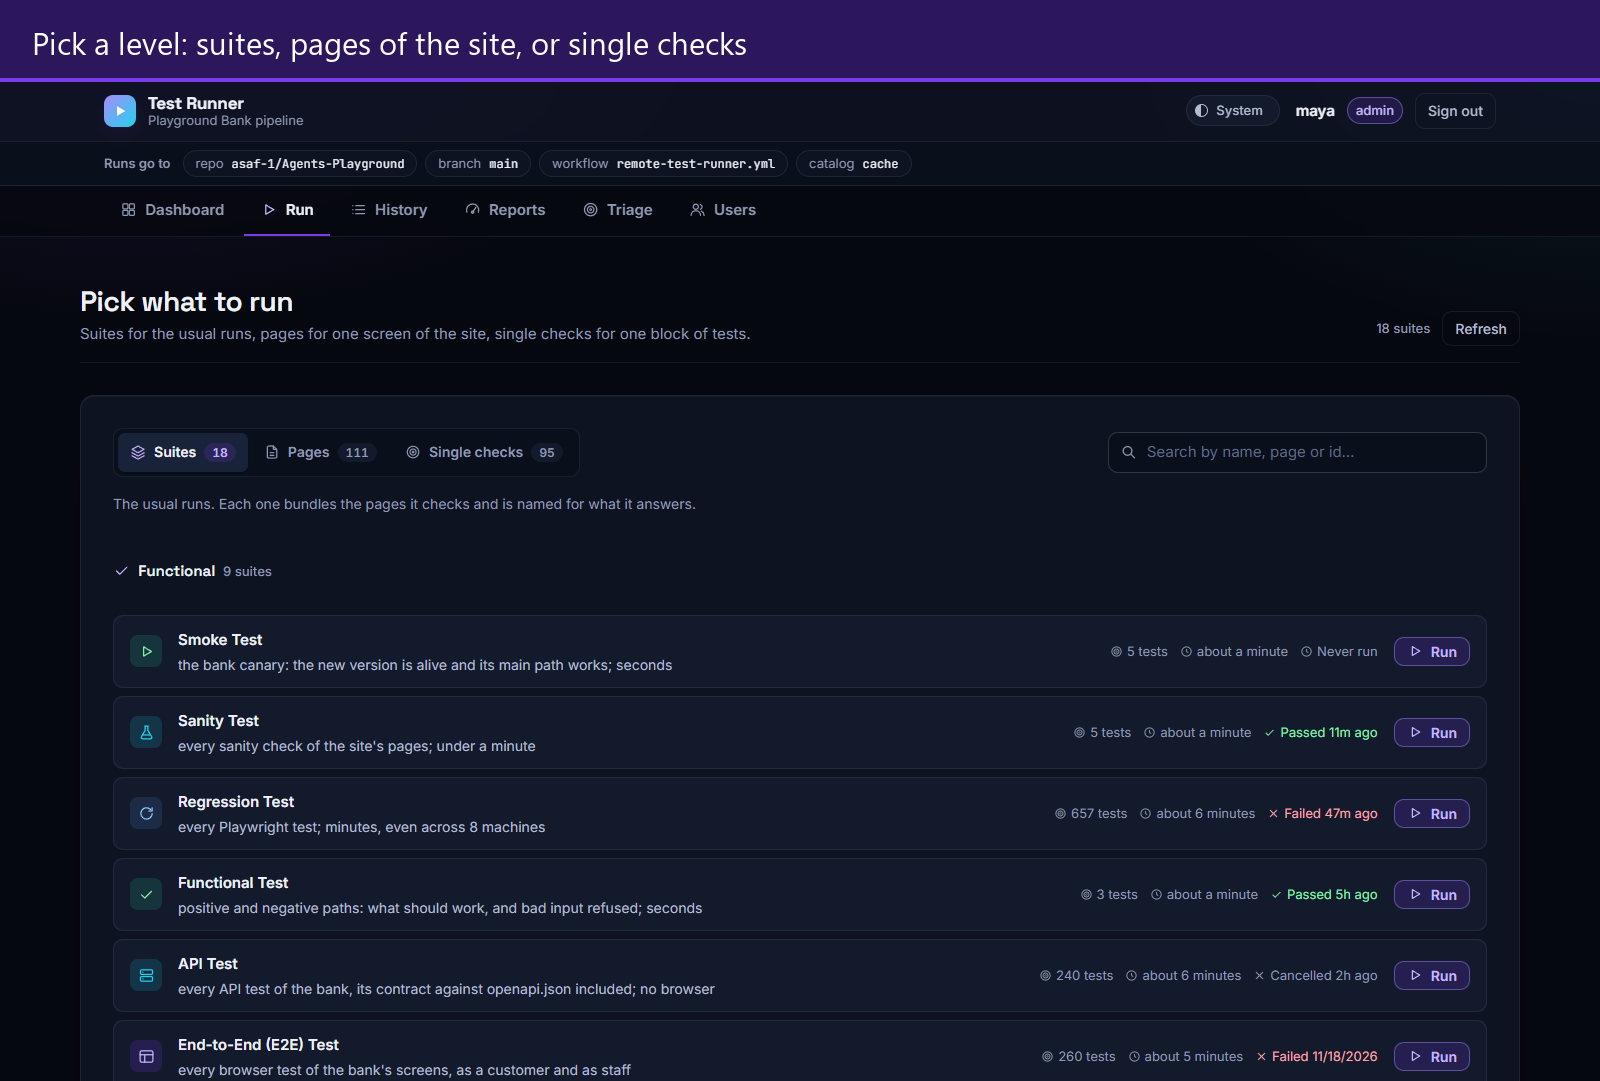 Pick a level: suites, pages of the site, or single checks
Test Runner
Playground Bank pipeline
System
maya
admin
Sign out
Runs go to
repo asaf-1/Agents-Playground
branch main
workflow remote-test-runner.yml
catalog cache
Dashboard
Run
History
Reports
Triage
Users
Pick what to run
Suites for the usual runs, pages for one screen of the site, single checks for one block of tests.
18 suites
Refresh
Suites 18
Pages 111
Single checks 95
Search by name, page or id...
The usual runs. Each one bundles the pages it checks and is named for what it answers.
Functional 9 suites
Smoke Test
the bank canary: the new version is alive and its main path works; seconds
5 tests about a minute Never run Run
Sanity Test
every sanity check of the site's pages; under a minute
5 tests about a minute Passed 11m ago Run
Regression Test
every Playwright test; minutes, even across 8 machines
657 tests about 6 minutes Failed 47m ago Run
Functional Test
positive and negative paths: what should work, and bad input refused; seconds
3 tests about a minute Passed 5h ago Run
API Test
every API test of the bank, its contract against openapi.json included; no browser
240 tests about 6 minutes Cancelled 2h ago Run
End-to-End (E2E) Test
every browser test of the bank's screens, as a customer and as staff
260 tests about 5 minutes Failed 11/18/2026 Run